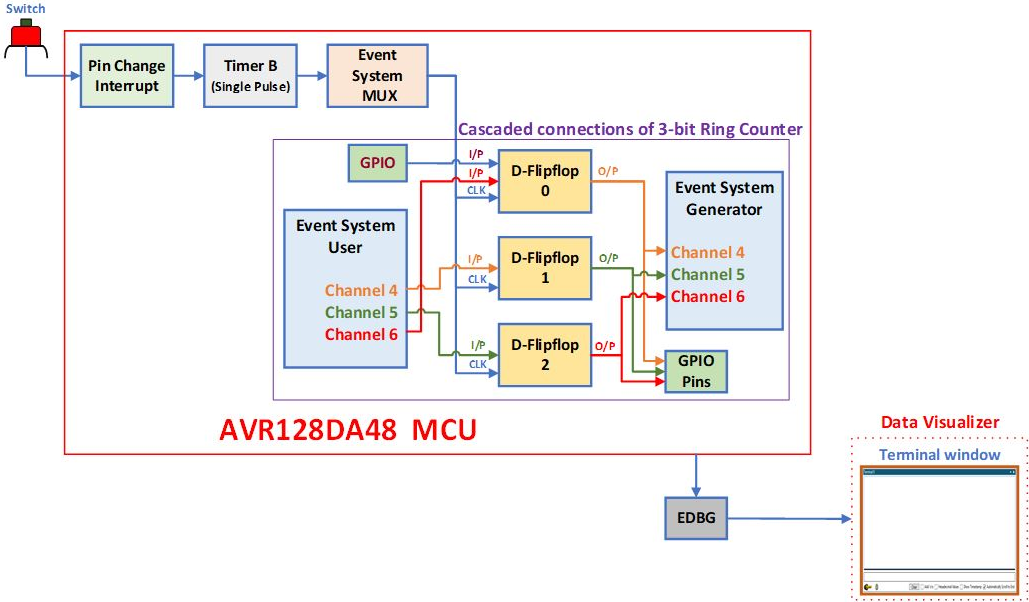 Switch
Pin Change
Interrupt
Timer B
(Single Pulse)
Event
System
MUX
Cascaded connections of 3-bit Ring Counter
GPIO
I/P
I/P
CLK
D-Flipflop
0
O/P
Event System
Generator
Channel 4
Channel 5
Channel 6
Event System
User
Channel 4
Channel 5
Channel 6
I/P
CLK
D-Flipflop
1
O/P
I/P
CLK
D-Flipflop
2
O/P
GPIO
Pins
AVR128DA48 MCU
EDBG
Data Visualizer
Terminal window